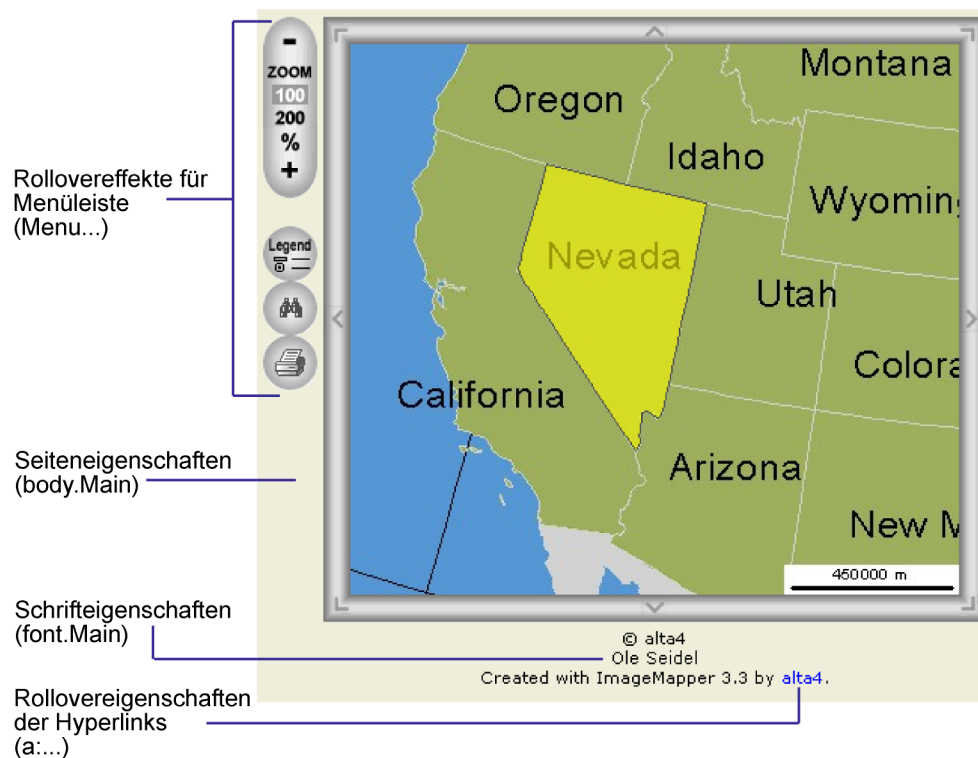 -
ZOOM
100
200
%
+
Rollovereffekte für
Menüleiste
(Menu...)
Legend
Montana
Oregon
Idaho
Wyoming
Nevada
Utah
Colora
California
Arizona
New M
450000 m
Seiteneigenschaften
(body.Main)
Schrifteigenschaften
(font.Main)
© alta4
Ole Seidel
Created with ImageMapper 3.3 by alta4.
Rollovereigenschaften
der Hyperlinks
(a:...)